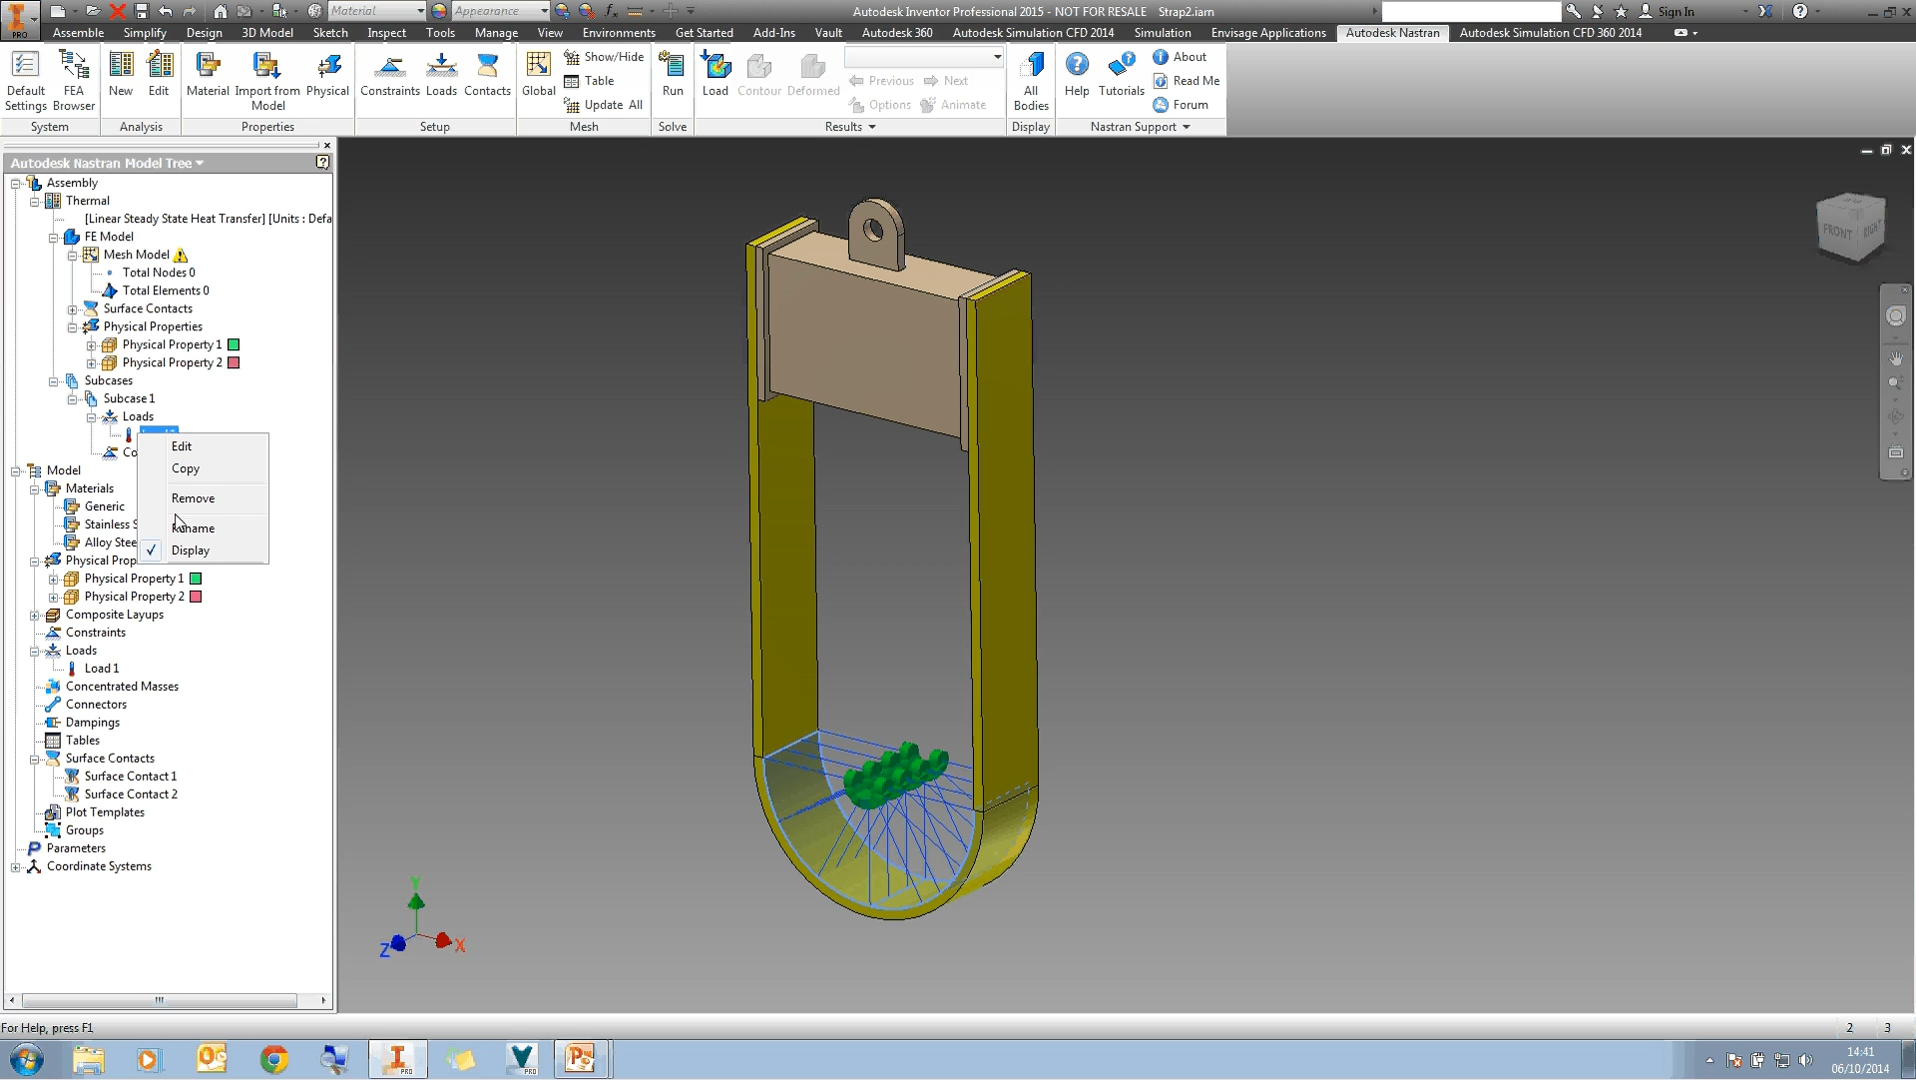 Material
Appearance
Autodesk Inventor Professional 2015 - NOT FOR RESALE Strap2.iam
Sign In
PRO
Assemble Simplify Design 3D Model Sketch Inspect Tools Manage View Environments Get Started Add-Ins Vault Autodesk 360 Autodesk Simulation CFD 2014 Simulation Envisage Applications Autodesk Nastran Autodesk Simulation CFD 360 2014
Default Settings
FEA Browser
System
New
Edit
Analysis
Material
Import from Model
Physical
Properties
Constraints
Loads
Contacts
Setup
Global
Show/Hide
Table
Update All
Mesh
Run
Solve
Load
Contour
Deformed
Previous
Next
Options
Animate
Results
All Bodies
Display
Help
Tutorials
About
Read Me
Forum
Nastran Support
Autodesk Nastran Model Tree
Assembly
Thermal
[Linear Steady State Heat Transfer] [Units : Defa
FE Model
Mesh Model
Total Nodes 0
Total Elements 0
Surface Contacts
Physical Properties
Physical Property 1
Physical Property 2
Subcases
Subcase 1
Loads
Co
Edit
Copy
Remove
Rename
Display
Model
Materials
Generic
Stainless S
Alloy Stee
Physical Prop
Physical Property 1
Physical Property 2
Composite Layups
Constraints
Loads
Load 1
Concentrated Masses
Connectors
Dampings
Tables
Surface Contacts
Surface Contact 1
Surface Contact 2
Plot Templates
Groups
Parameters
Coordinate Systems
FRONT
RIGHT
Y
Z
X
For Help, press F1
2 3
PRO
PRO
14:41
06/10/2014